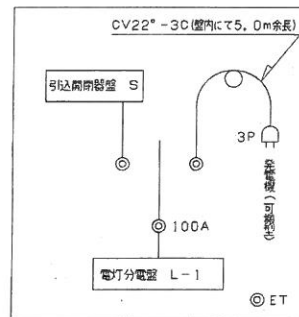 CV22°-3C(盤内にて5.0m余長)
引込開閉器盤 S
3P
発電機(可搬型)
100A
電灯分電盤 L-1
ET